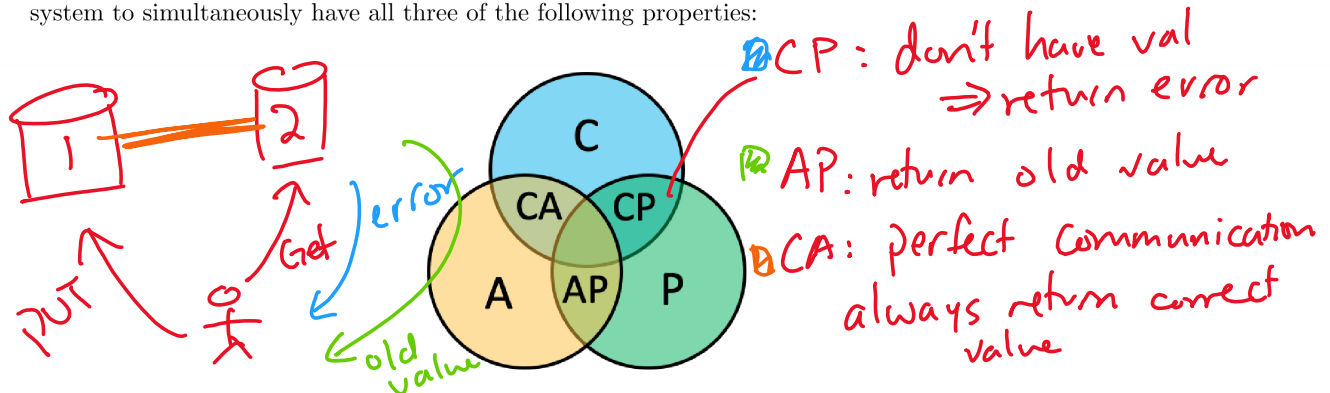 system to simultaneously have all three of the following properties:
1
2
PUT
Get
error
old
value
C
CA
CP
A
AP
P
CP: don't have val
⇒ return error
AP: return old value
CA: perfect communication
always return correct
value